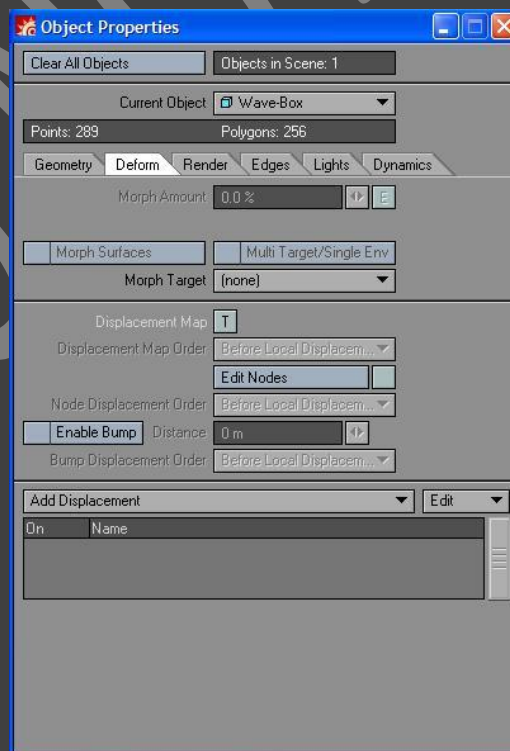 Object Properties
Clear All Objects Objects in Scene: 1
Current Object Wave-Box
Points: 289 Polygons: 256
Geometry Deform Render Edges Lights Dynamics
Morph Amount 0.0 % E
Morph Surfaces Multi Target/Single Env
Morph Target (none)
Displacement Map T
Displacement Map Order Before Local Displacem...
Edit Nodes
Node Displacement Order Before Local Displacem...
Enable Bump Distance 0 m
Bump Displacement Order Before Local Displacem...
Add Displacement Edit
On Name